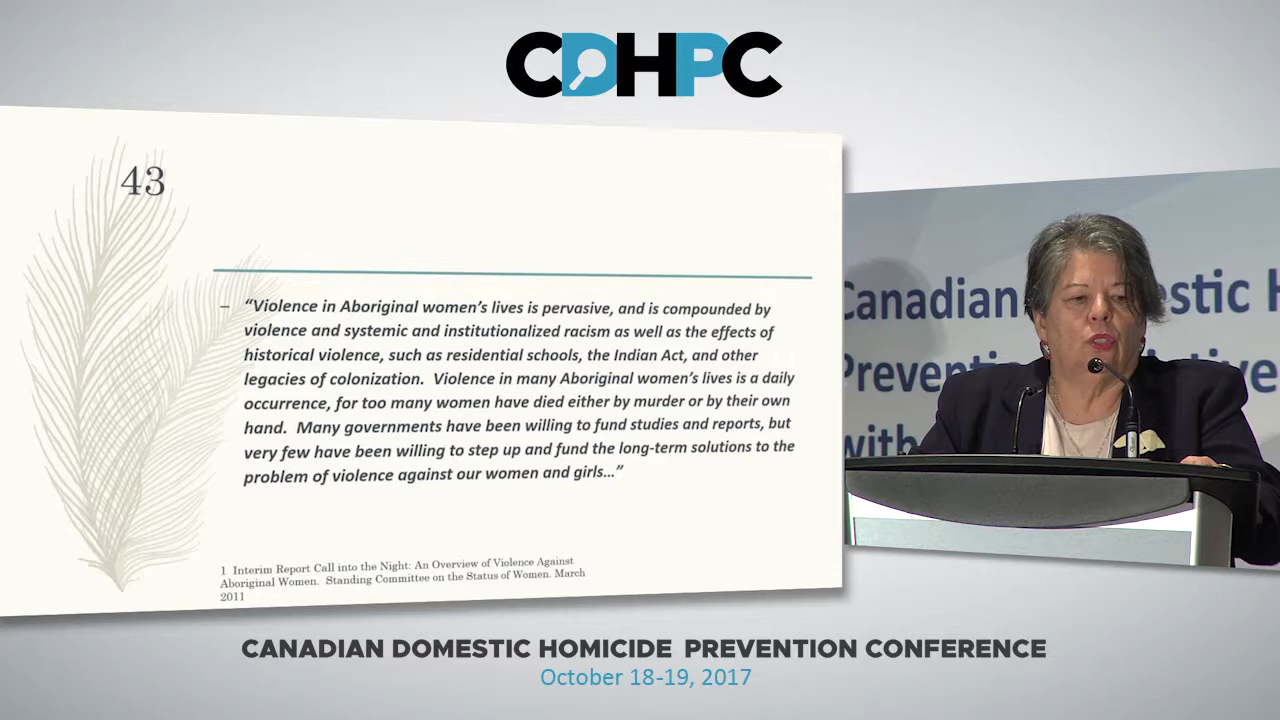 CDHPC
43
– “Violence in Aboriginal women’s lives is pervasive, and is compounded by
violence and systemic and institutionalized racism as well as the effects of
historical violence, such as residential schools, the Indian Act, and other
legacies of colonization. Violence in many Aboriginal women’s lives is a daily
occurrence, for too many women have died either by murder or by their own
hand. Many governments have been willing to fund studies and reports, but
very few have been willing to step up and fund the long-term solutions to the
problem of violence against our women and girls…”
1 Interim Report Call into the Night: An Overview of Violence Against
Aboriginal Women. Standing Committee on the Status of Women. March
2011
Canadian
with
CANADIAN DOMESTIC HOMICIDE PREVENTION CONFERENCE
October 18-19, 2017